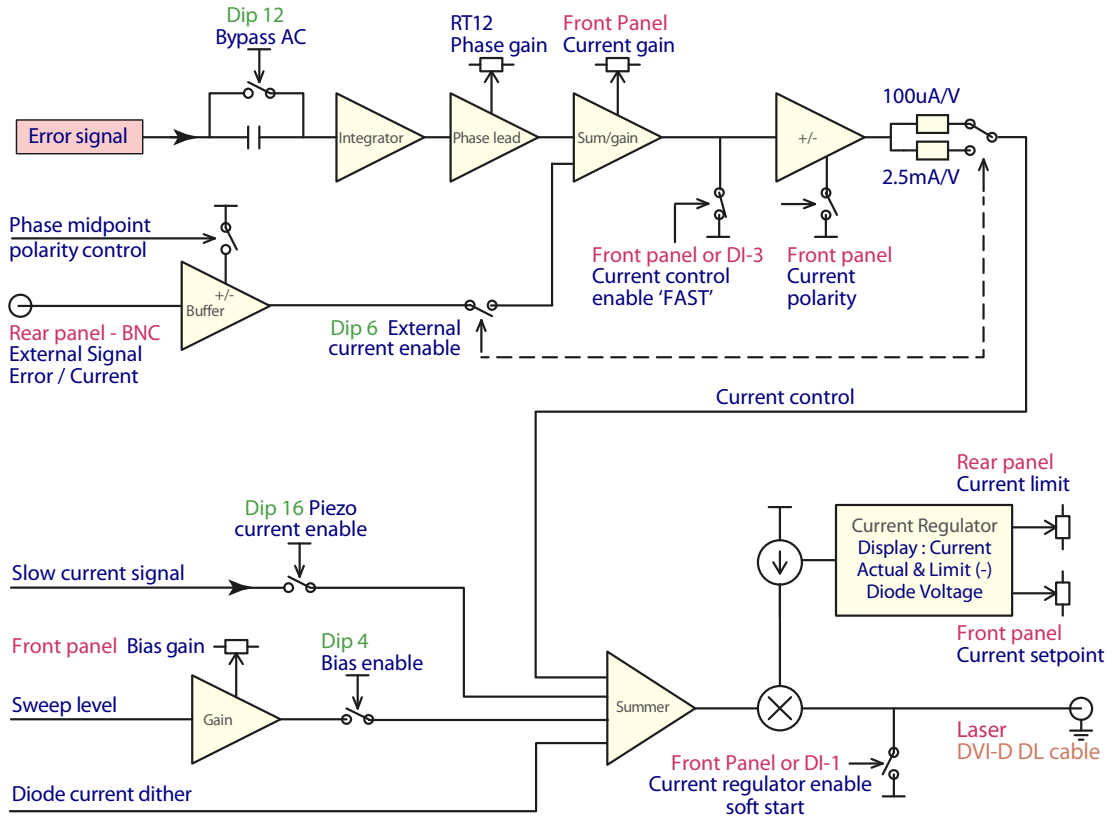 Dip 12
Bypass AC
RT12
Phase gain
Front Panel
Current gain
100uA/V
Error signal
Integrator
Phase lead
Sum/gain
+/-
2.5mA/V
Phase midpoint
polarity control
+/-
Buffer
Front panel or DI-3
Current control
enable ‘FAST’
Front panel
Current
polarity
Rear panel - BNC
External Signal
Error / Current
Dip 6 External
current enable
Current control
Rear panel
Current limit
Dip 16 Piezo
current enable
Current Regulator
Display : Current
Actual & Limit (-)
Diode Voltage
Slow current signal
Front panel
Current setpoint
Front panel Bias gain
Dip 4
Bias enable
Sweep level
Gain
Summer
Laser
DVI-D DL cable
Front Panel or DI-1
Current regulator enable
soft start
Diode current dither